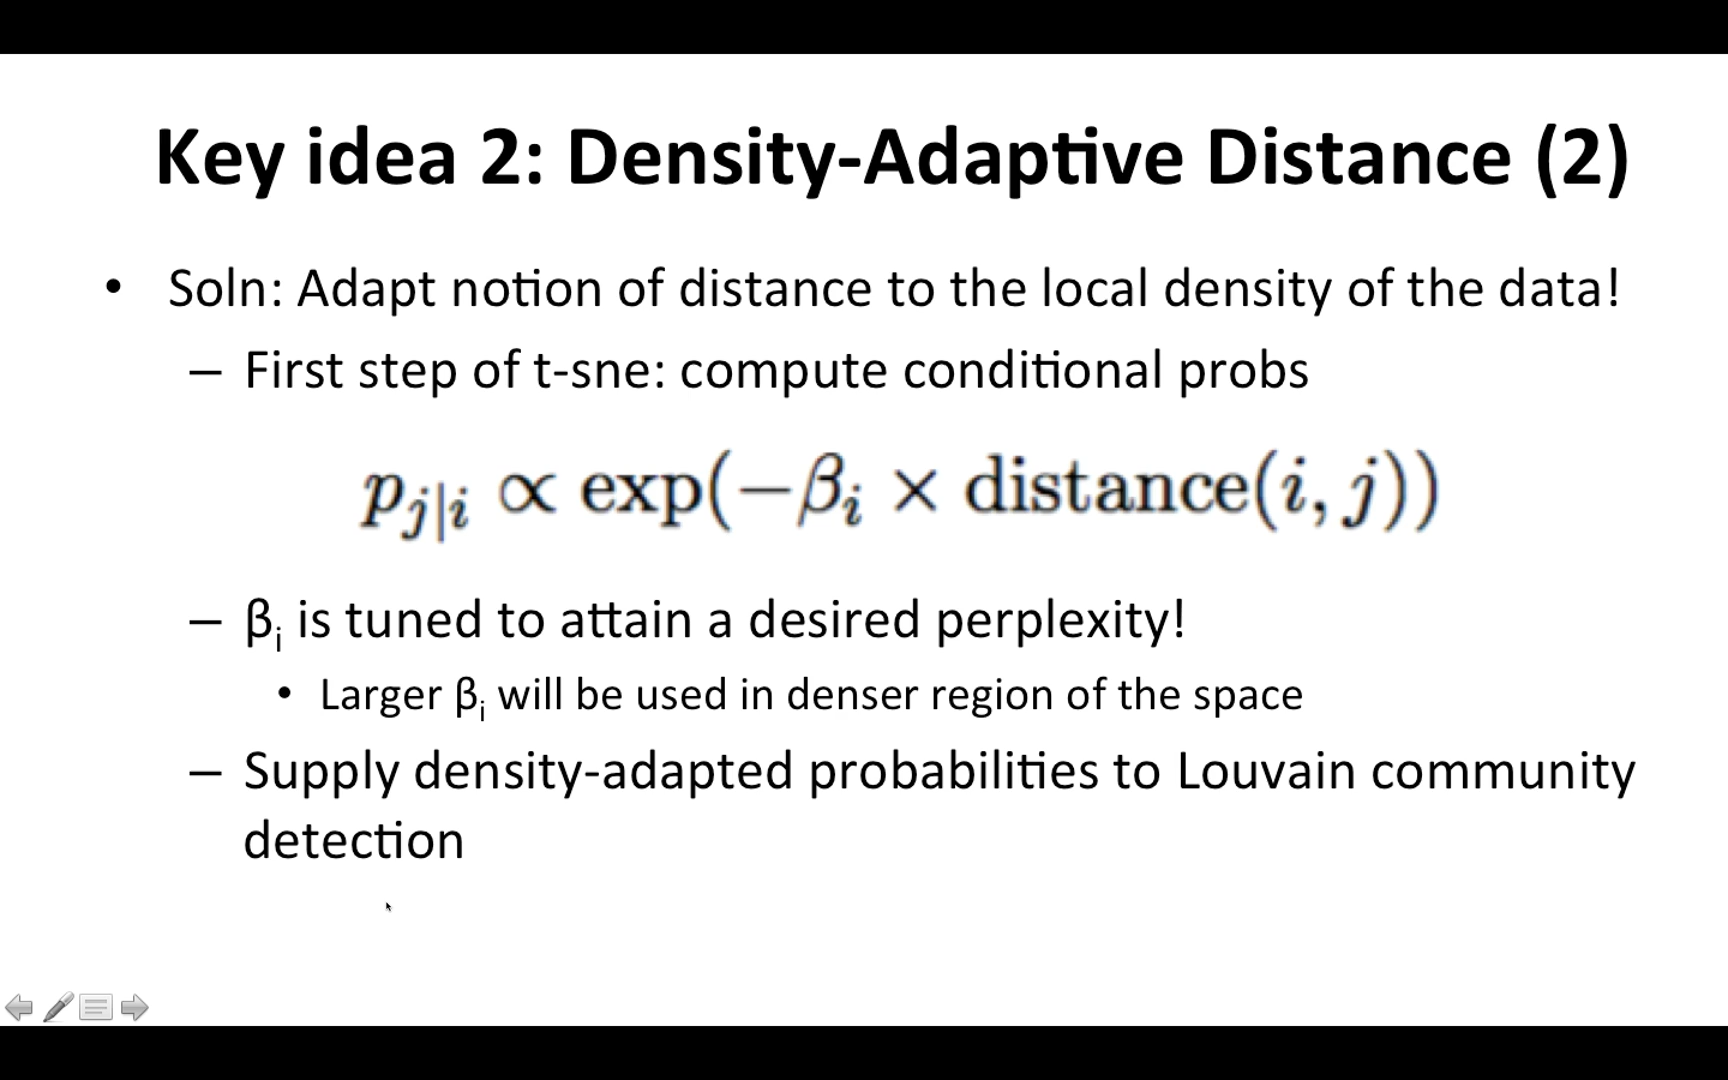 Key idea 2: Density-Adaptive Distance (2)
• Soln: Adapt notion of distance to the local density of the data!
– First step of t-sne: compute conditional probs
p_{j|i} ∝ exp(−β_i × distance(i, j))
– β_i is tuned to attain a desired perplexity!
• Larger β_i will be used in denser region of the space
– Supply density-adapted probabilities to Louvain community
detection